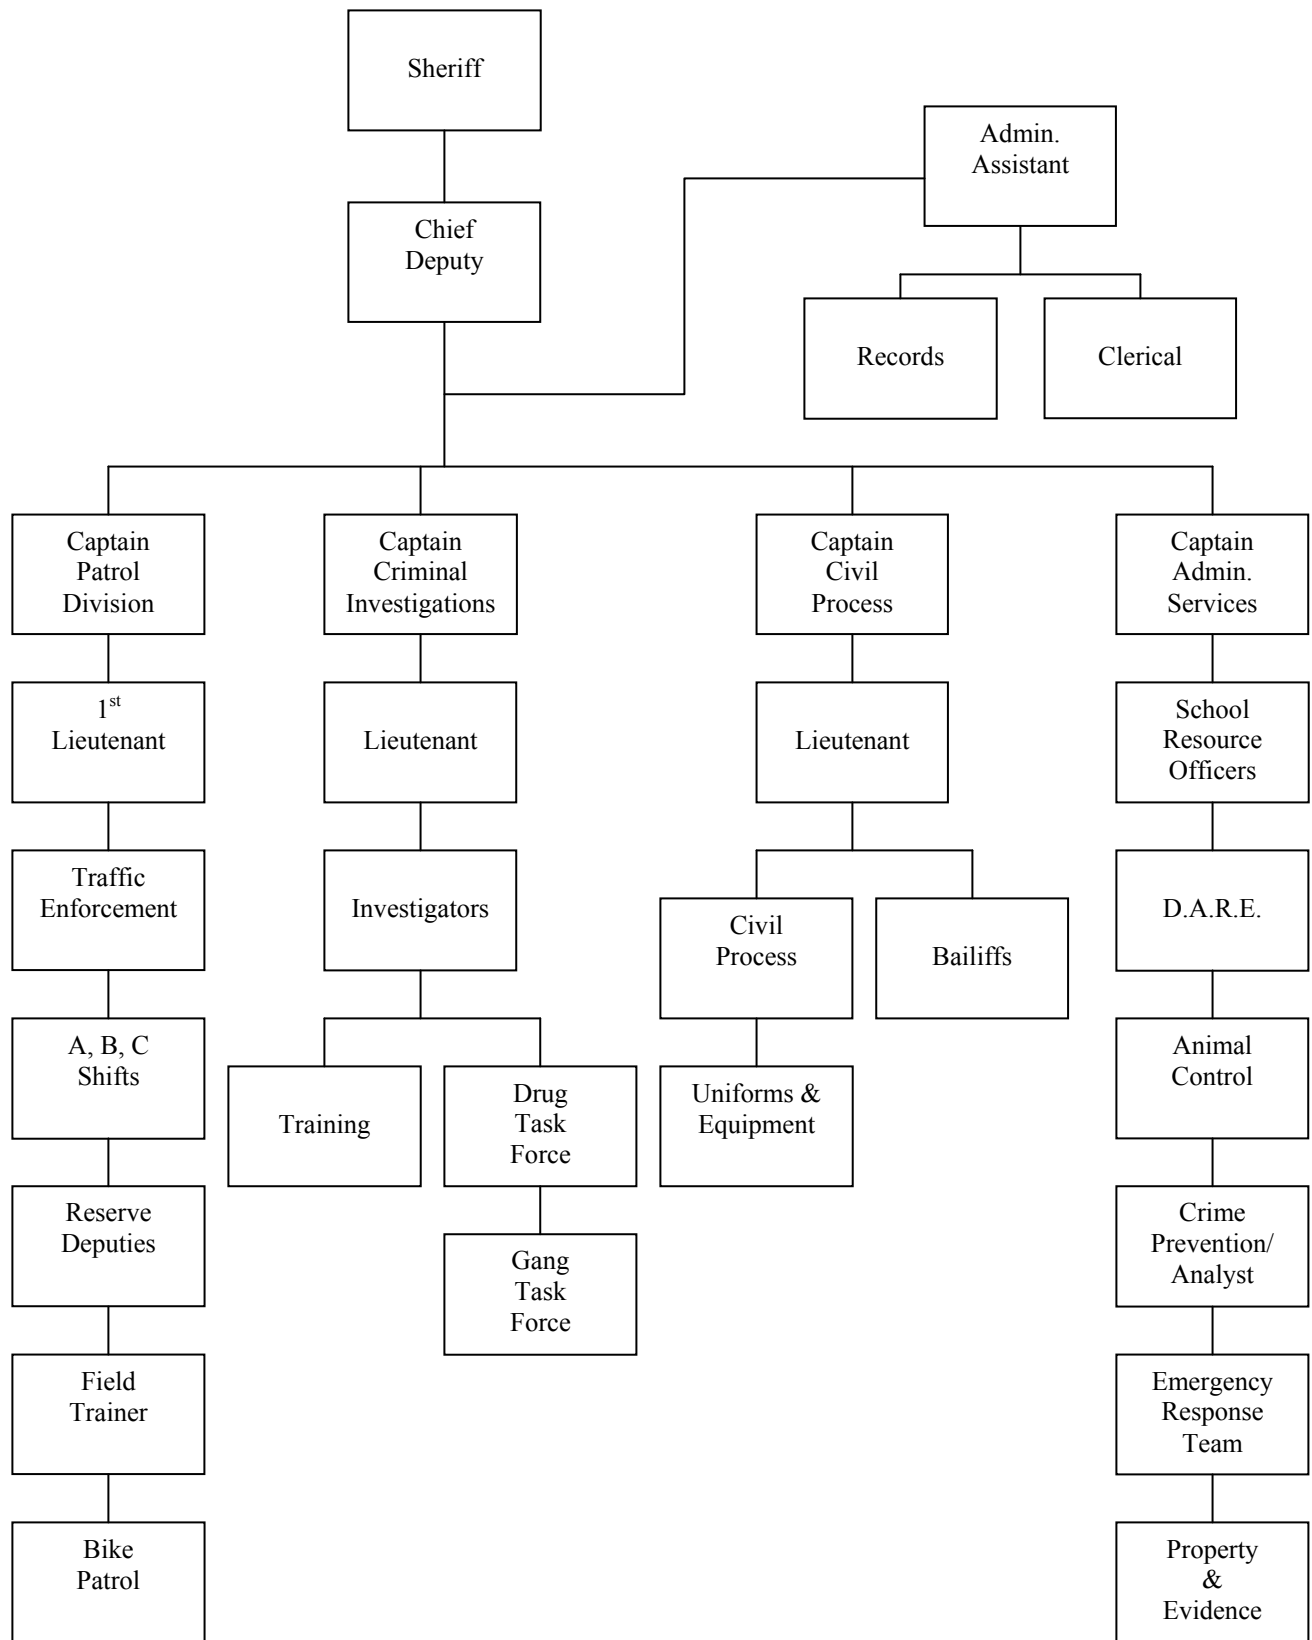 Sheriff
Admin.
Assistant
Chief
Deputy
Records
Clerical
Captain
Patrol
Division
Captain
Criminal
Investigations
Captain
Civil
Process
Captain
Admin.
Services
1st
Lieutenant
Lieutenant
Lieutenant
School
Resource
Officers
Traffic
Enforcement
Investigators
Civil
Process
Bailiffs
D.A.R.E.
A, B, C
Shifts
Training
Drug
Task
Force
Uniforms &
Equipment
Animal
Control
Reserve
Deputies
Gang
Task
Force
Crime
Prevention/
Analyst
Field
Trainer
Emergency
Response
Team
Bike
Patrol
Property
&
Evidence